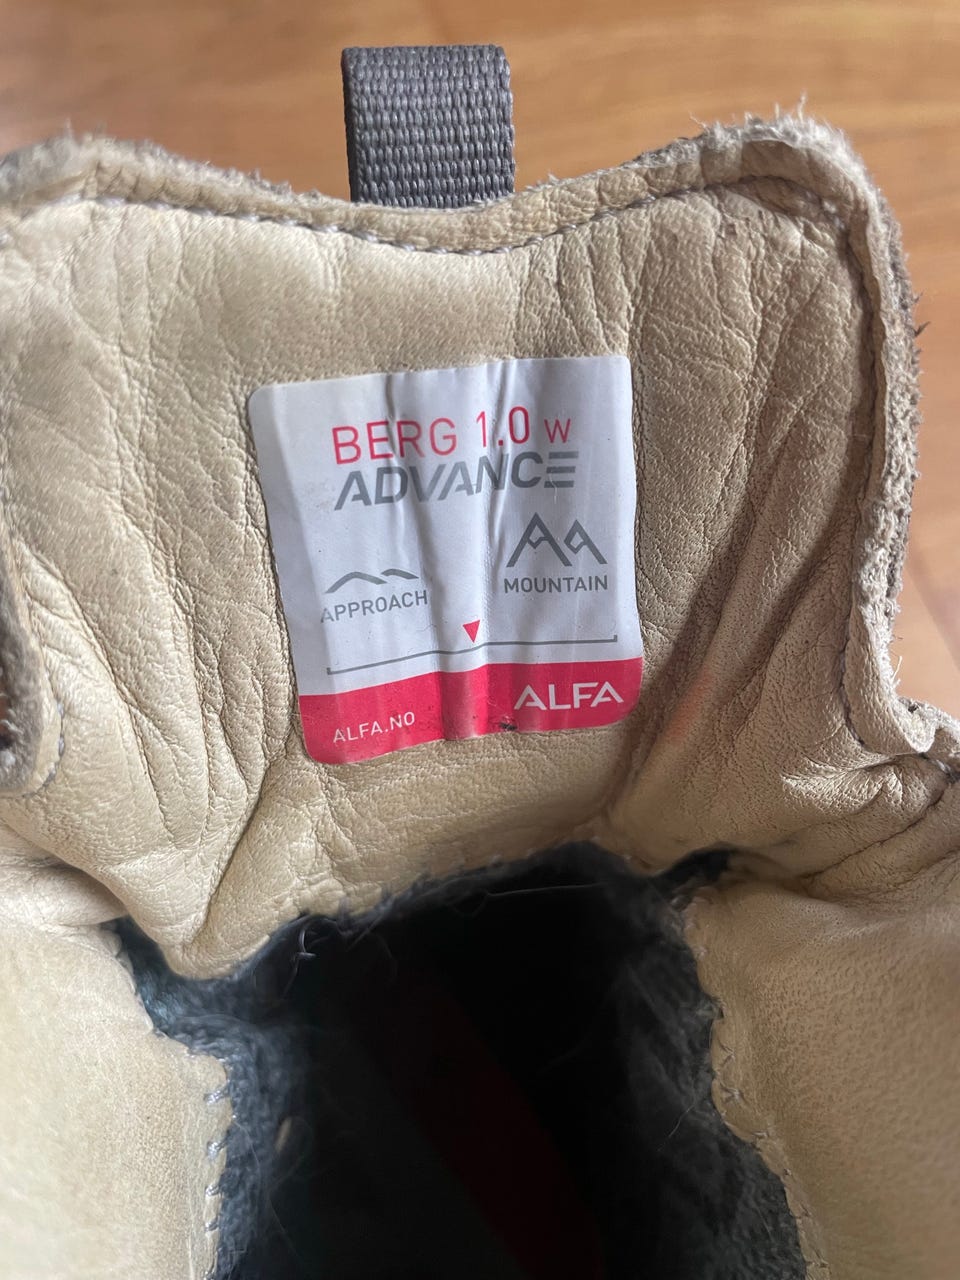 BERG 1.0 W
ADVANCE
APPROACH
MOUNTAIN
ALFA.NO
ALFA